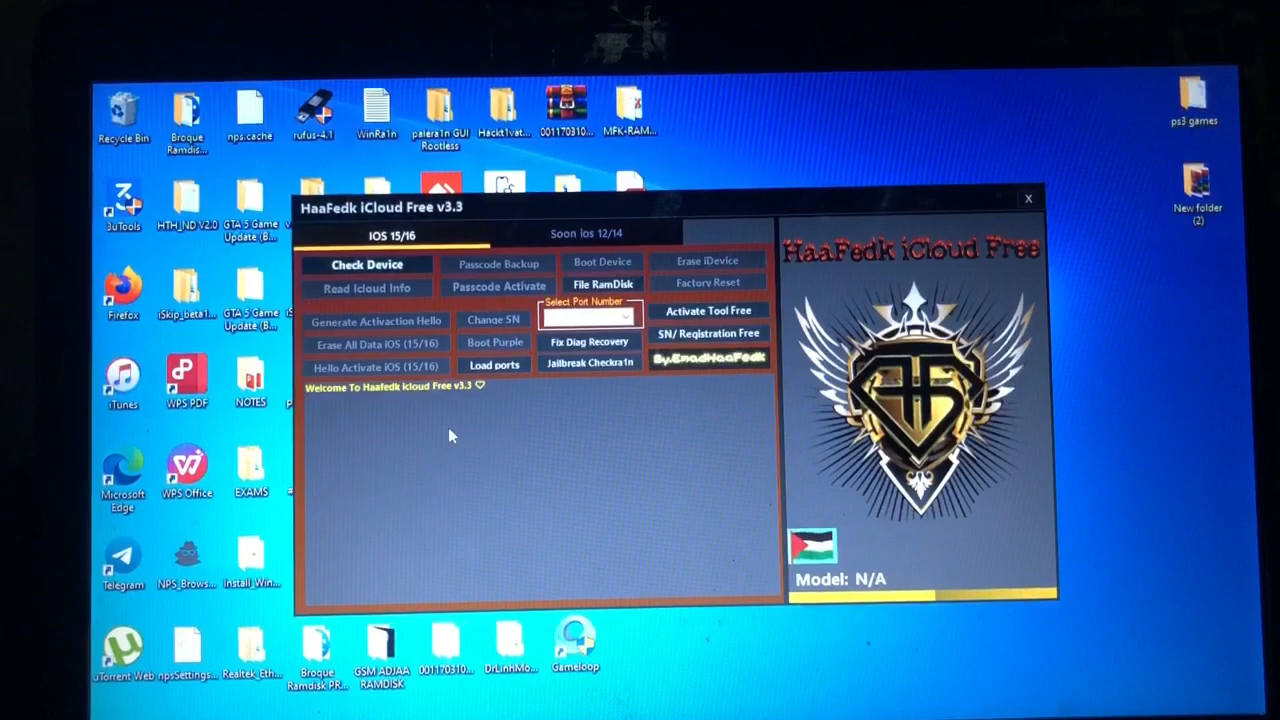 Recycle Bin
Broque
Ramdis...
nps.cache
rufus-4.1
WinRa1n
palera1n GUI
Rootless
Hackt1vat...
001170310...
MFK-RAM...
ps3 games
3uTools
HTH_IND V2.0
GTA 5 Game
Update (B...
New folder
(2)
HaaFedk iCloud Free v3.3
X
IOS 15/16
Soon Ios 12/14
Check Device
Passcode Backup
Boot Device
Erase iDevice
Read Icloud Info
Passcode Activate
File RamDisk
Factory Reset
Select Port Number
Generate Activaction Hello
Change SN
Activate Tool Free
Erase All Data iOS (15/16)
Boot Purple
Fix Diag Recovery
SN/ Registration Free
Hello Activate iOS (15/16)
Load ports
Jailbreak Checkra1n
By.EmadHaaFedk
Welcome To Haafedk icloud Free v3.3
HaaFedk iCloud Free
Model: N/A
Firefox
iSkip_beta1...
GTA 5 Game
Update (B...
iTunes
WPS PDF
NOTES
Microsoft
Edge
WPS Office
EXAMS
Telegram
NPS_Brows...
Install_Win...
uTorrent Web
npsSettings...
Realtek_Eth...
Broque
Ramdisk PR...
GSM ADJAA
RAMDISK
001170310...
DrLinhMo...
Gameloop